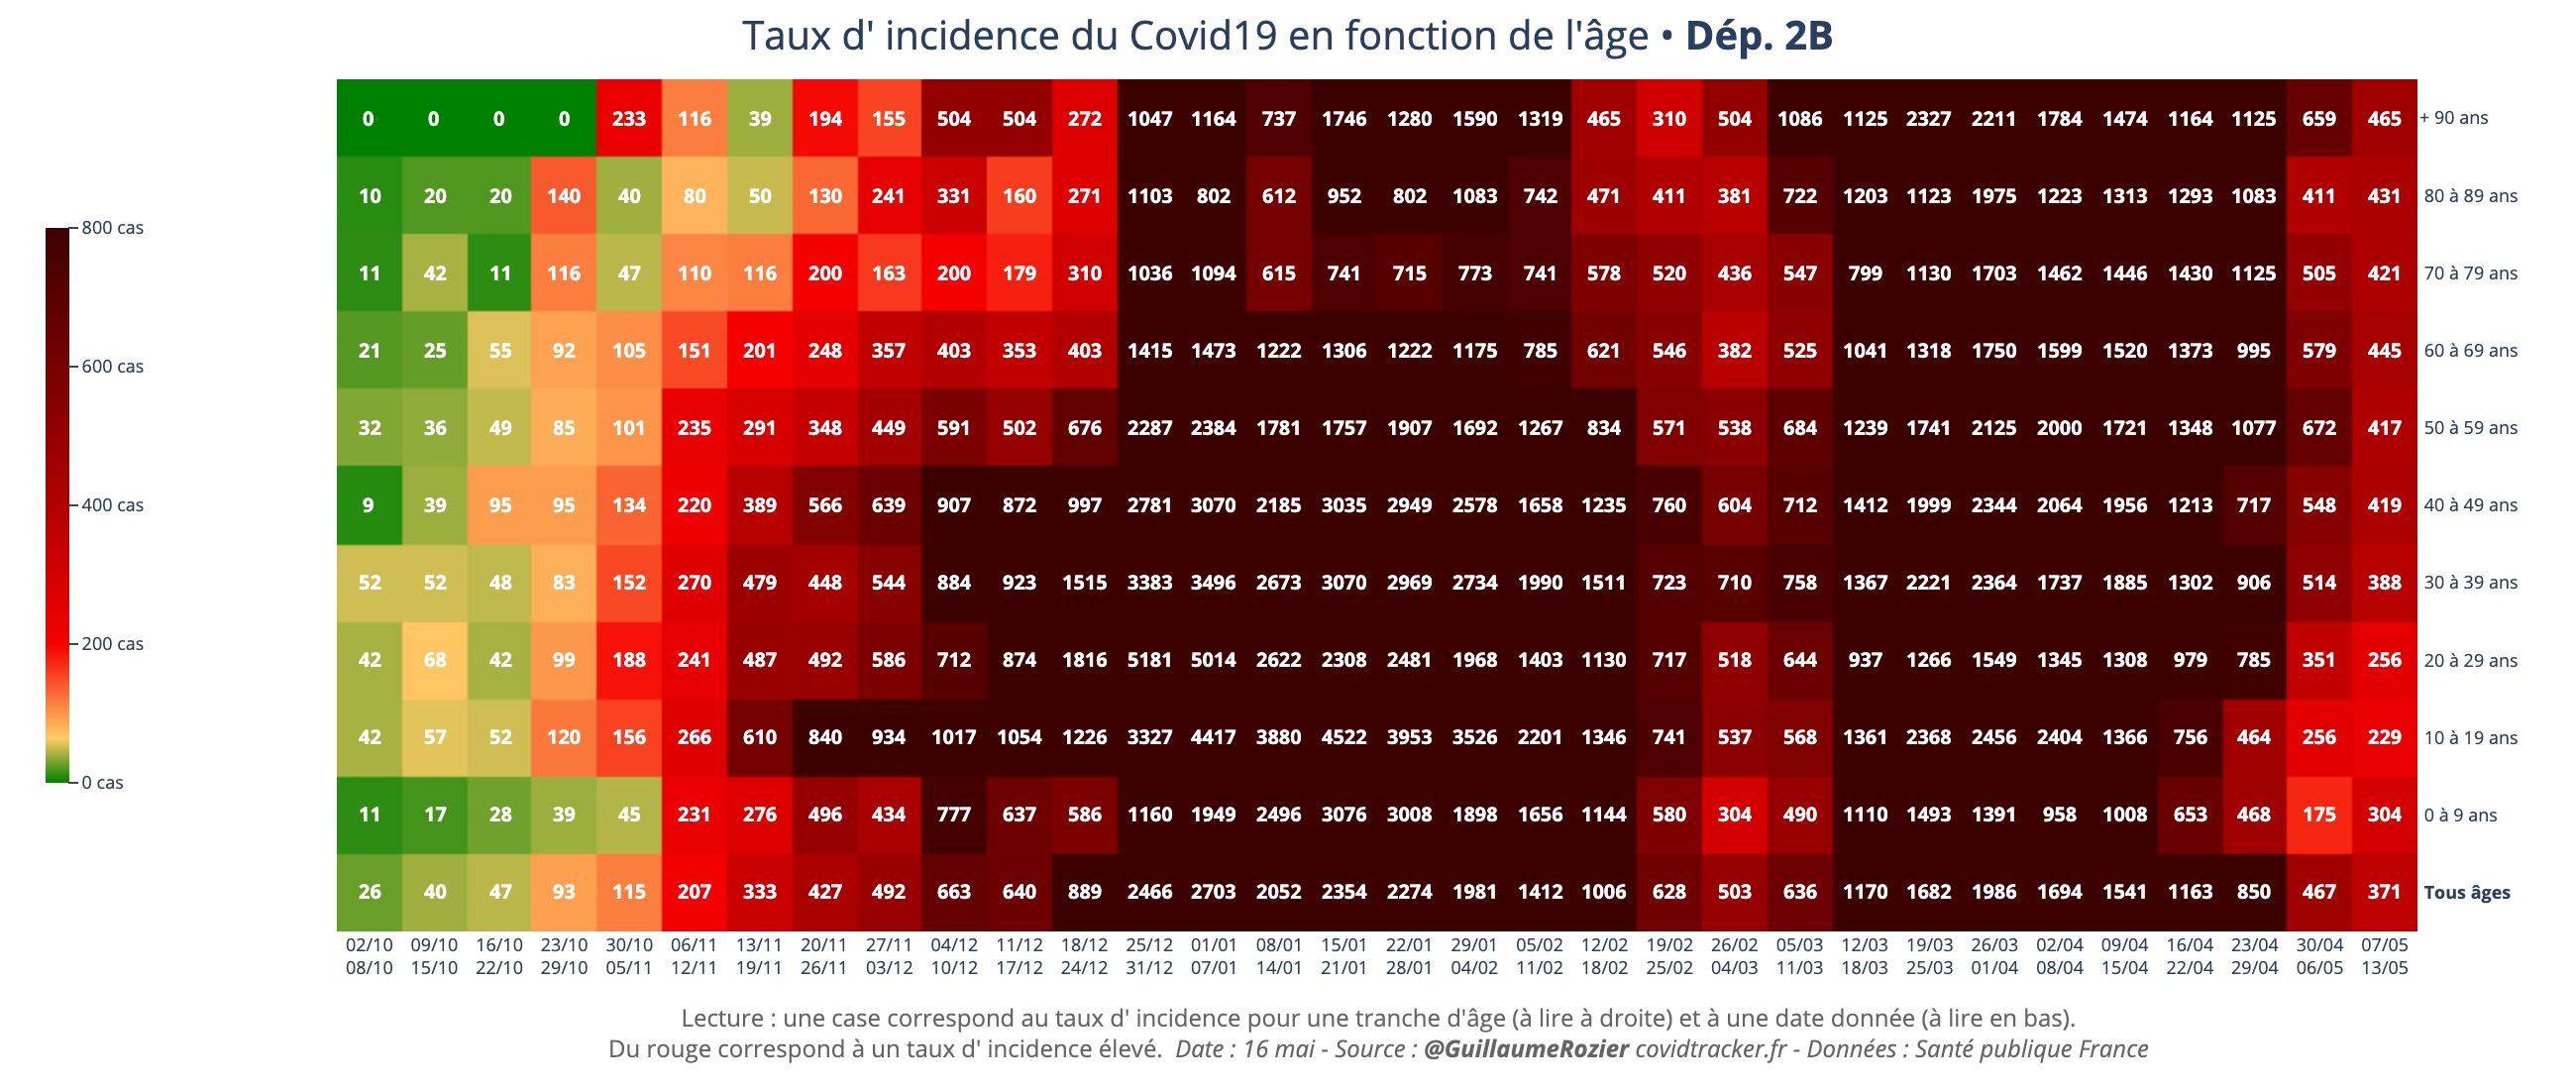 Taux d' incidence du Covid19 en fonction de l'âge • Dép. 2B
0 0 0 0 233 116 39 194 155 504 504 272 1047 1164 737 1746 1280 1590 1319 465 310 504 1086 1125 2327 2211 1784 1474 1164 1125 659 465 + 90 ans
10 20 20 140 40 80 50 130 241 331 160 271 1103 802 612 952 802 1083 742 471 411 381 722 1203 1123 1975 1223 1313 1293 1083 411 431 80 à 89 ans
800 cas
11 42 11 116 47 110 116 200 163 200 179 310 1036 1094 615 741 715 773 741 578 520 436 547 799 1130 1703 1462 1446 1430 1125 505 421 70 à 79 ans
21 25 55 92 105 151 201 248 357 403 353 403 1415 1473 1222 1306 1222 1175 785 621 546 382 525 1041 1318 1750 1599 1520 1373 995 579 445 60 à 69 ans
600 cas
32 36 49 85 101 235 291 348 449 591 502 676 2287 2384 1781 1757 1907 1692 1267 834 571 538 684 1239 1741 2125 2000 1721 1348 1077 672 417 50 à 59 ans
400 cas
9 39 95 95 134 220 389 566 639 907 872 997 2781 3070 2185 3035 2949 2578 1658 1235 760 604 712 1412 1999 2344 2064 1956 1213 717 548 419 40 à 49 ans
52 52 48 83 152 270 479 448 544 884 923 1515 3383 3496 2673 3070 2969 2734 1990 1511 723 710 758 1367 2221 2364 1737 1885 1302 906 514 388 30 à 39 ans
200 cas
42 68 42 99 188 241 487 492 586 712 874 1816 5181 5014 2622 2308 2481 1968 1403 1130 717 518 644 937 1266 1549 1345 1308 979 785 351 256 20 à 29 ans
42 57 52 120 156 266 610 840 934 1017 1054 1226 3327 4417 3880 4522 3953 3526 2201 1346 741 537 568 1361 2368 2456 2404 1366 756 464 256 229 10 à 19 ans
0 cas
11 17 28 39 45 231 276 496 434 777 637 586 1160 1949 2496 3076 3008 1898 1656 1144 580 304 490 1110 1493 1391 958 1008 653 468 175 304 0 à 9 ans
26 40 47 93 115 207 333 427 492 663 640 889 2466 2703 2052 2354 2274 1981 1412 1006 628 503 636 1170 1682 1986 1694 1541 1163 850 467 371 Tous âges
02/10 09/10 16/10 23/10 30/10 06/11 13/11 20/11 27/11 04/12 11/12 18/12 25/12 01/01 08/01 15/01 22/01 29/01 05/02 12/02 19/02 26/02 05/03 12/03 19/03 26/03 02/04 09/04 16/04 23/04 30/04 07/05
08/10 15/10 22/10 29/10 05/11 12/11 19/11 26/11 03/12 10/12 17/12 24/12 31/12 07/01 14/01 21/01 28/01 04/02 11/02 18/02 25/02 04/03 11/03 18/03 25/03 01/04 08/04 15/04 22/04 29/04 06/05 13/05
Lecture : une case correspond au taux d' incidence pour une tranche d'âge (à lire à droite) et à une date donnée (à lire en bas).
Du rouge correspond à un taux d' incidence élevé. Date : 16 mai - Source : @GuillaumeRozier covidtracker.fr - Données : Santé publique France